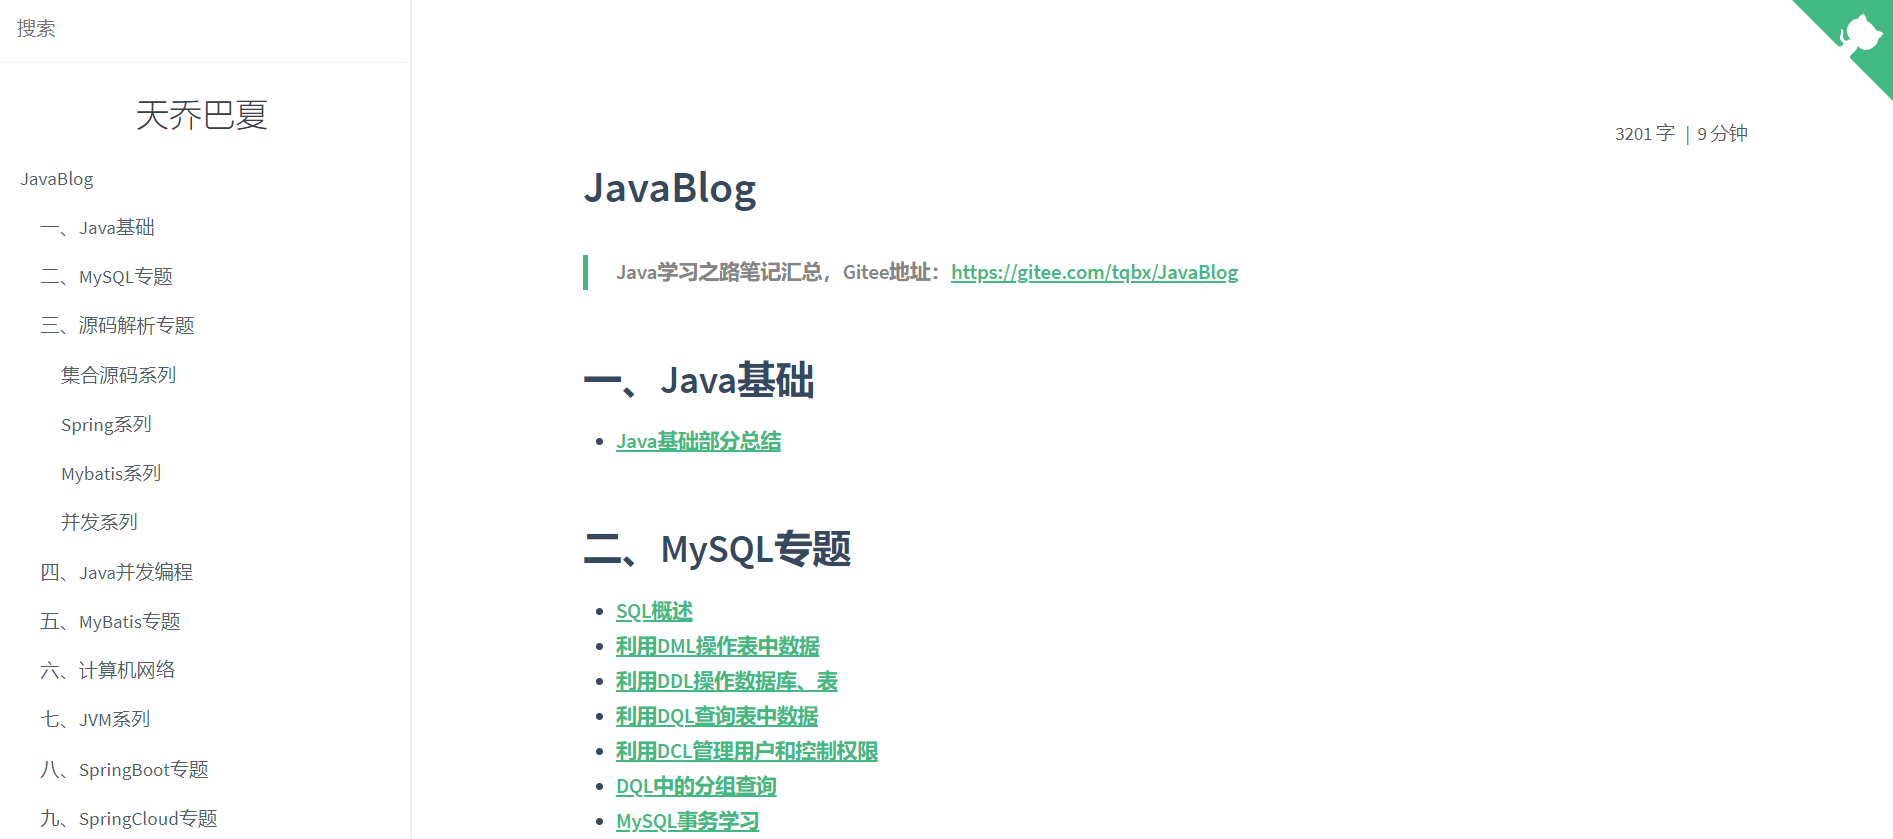 搜索
天乔巴夏
JavaBlog
一、Java基础
二、MySQL专题
三、源码解析专题
集合源码系列
Spring系列
Mybatis系列
并发系列
四、Java并发编程
五、MyBatis专题
六、计算机网络
七、JVM系列
八、SpringBoot专题
九、SpringCloud专题
3201 字 | 9 分钟
JavaBlog
Java学习之路笔记汇总，Gitee地址：https://gitee.com/tqbx/JavaBlog
一、Java基础
Java基础部分总结
二、MySQL专题
SQL概述
利用DML操作表中数据
利用DDL操作数据库、表
利用DQL查询表中数据
利用DCL管理用户和控制权限
DQL中的分组查询
MySQL事务学习